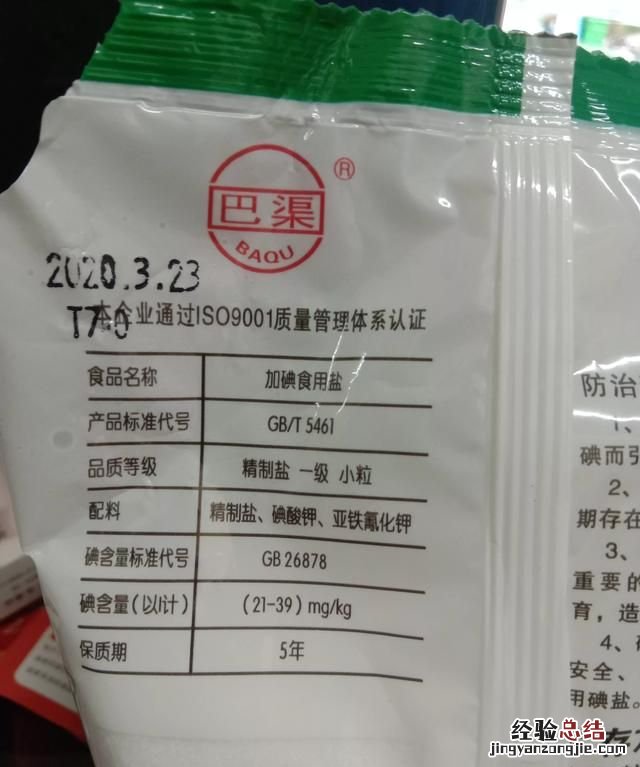 巴渠
®
BAQU
2020.3.23
本企业通过ISO9001质量管理体系认证
食品名称 加碘食用盐
产品标准代号 GB/T 5461
品质等级 精制盐 一级 小粒
配料 精制盐、碘酸钾、亚铁氰化钾
碘含量标准代号 GB 26878
碘含量(以I计) (21-39) mg/kg
保质期 5年
防治
1、
碘而引
2、
期存在
3、
重要的
育，造
4、
安全、
用碘盐。
经验总结
jingyanzongjie.com